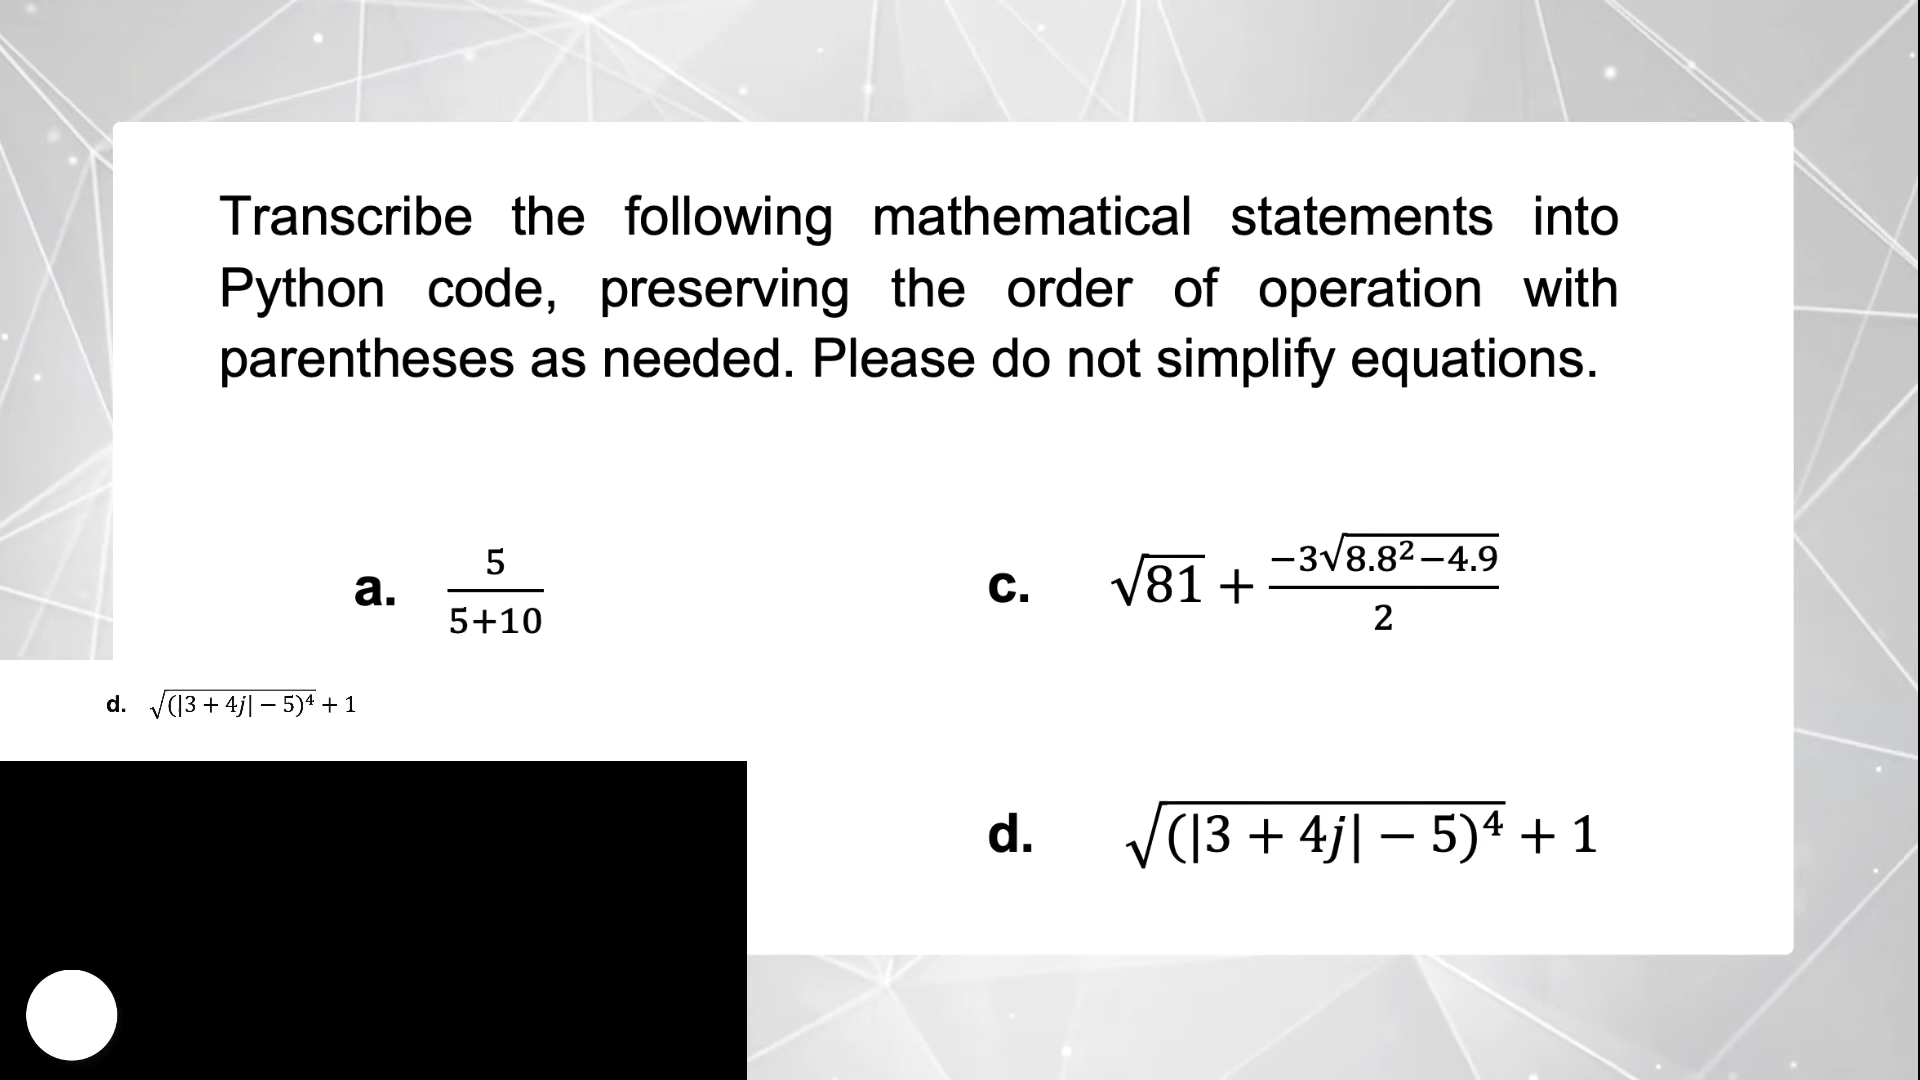 Transcribe the following mathematical statements into
Python code, preserving the order of operation with
parentheses as needed. Please do not simplify equations.
a. 5/(5+10)
c. √81 + (−3√(8.8²−4.9))/2
d. √((|3 + 4j| − 5)⁴) + 1
d. √((|3 + 4j| − 5)⁴) + 1